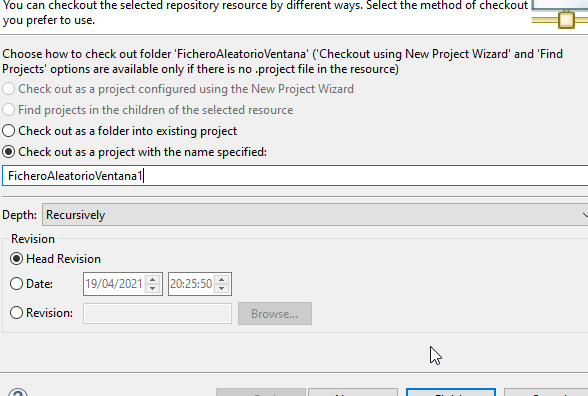 You can checkout the selected repository resource by different ways. Select the method of checkout
you prefer to use.
Choose how to check out folder 'FicheroAleatorioVentana' ('Checkout using New Project Wizard' and 'Find
Projects' options are available only if there is no .project file in the resource)
Check out as a project configured using the New Project Wizard
Find projects in the children of the selected resource
Check out as a folder into existing project
Check out as a project with the name specified:
FicheroAleatorioVentana1
Depth: Recursively
Revision
Head Revision
Date: 19/04/2021 20:25:50
Revision: Browse...